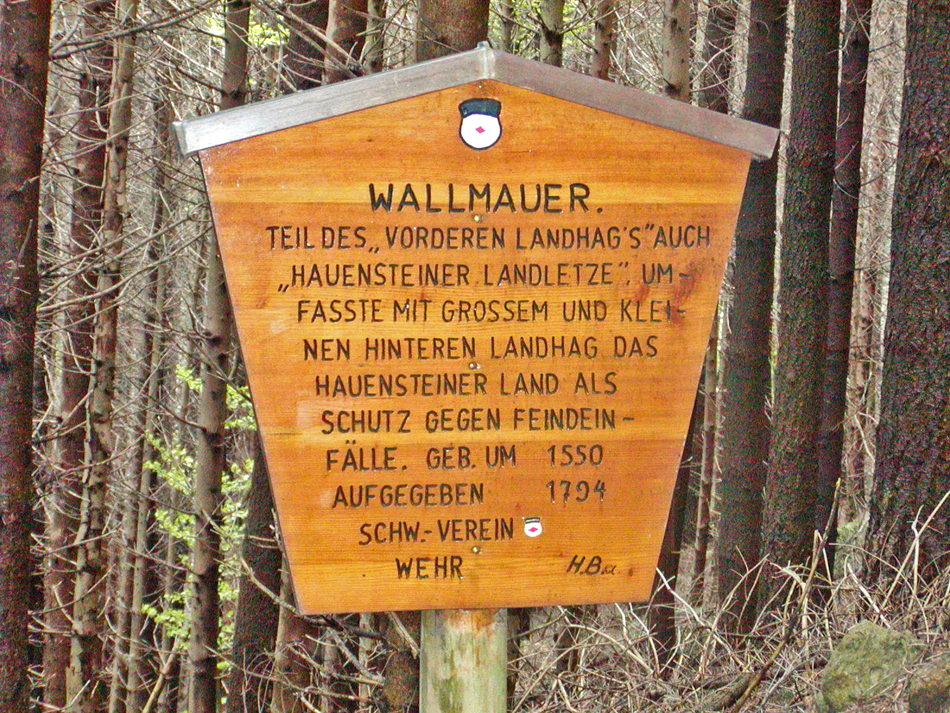 WALLMAUER.
TEIL DES „VORDEREN LANDHAG'S" AUCH
„HAUENSTEINER LANDLETZE", UM-
FASSTE MIT GROSSEM UND KLEI-
NEN HINTEREN LANDHAG DAS
HAUENSTEINER LAND ALS
SCHUTZ GEGEN FEINDEIN-
FÄLLE. GEB. UM 1550
AUFGEGEBEN 1794
SCHW.-VEREIN
WEHR H.Ba.